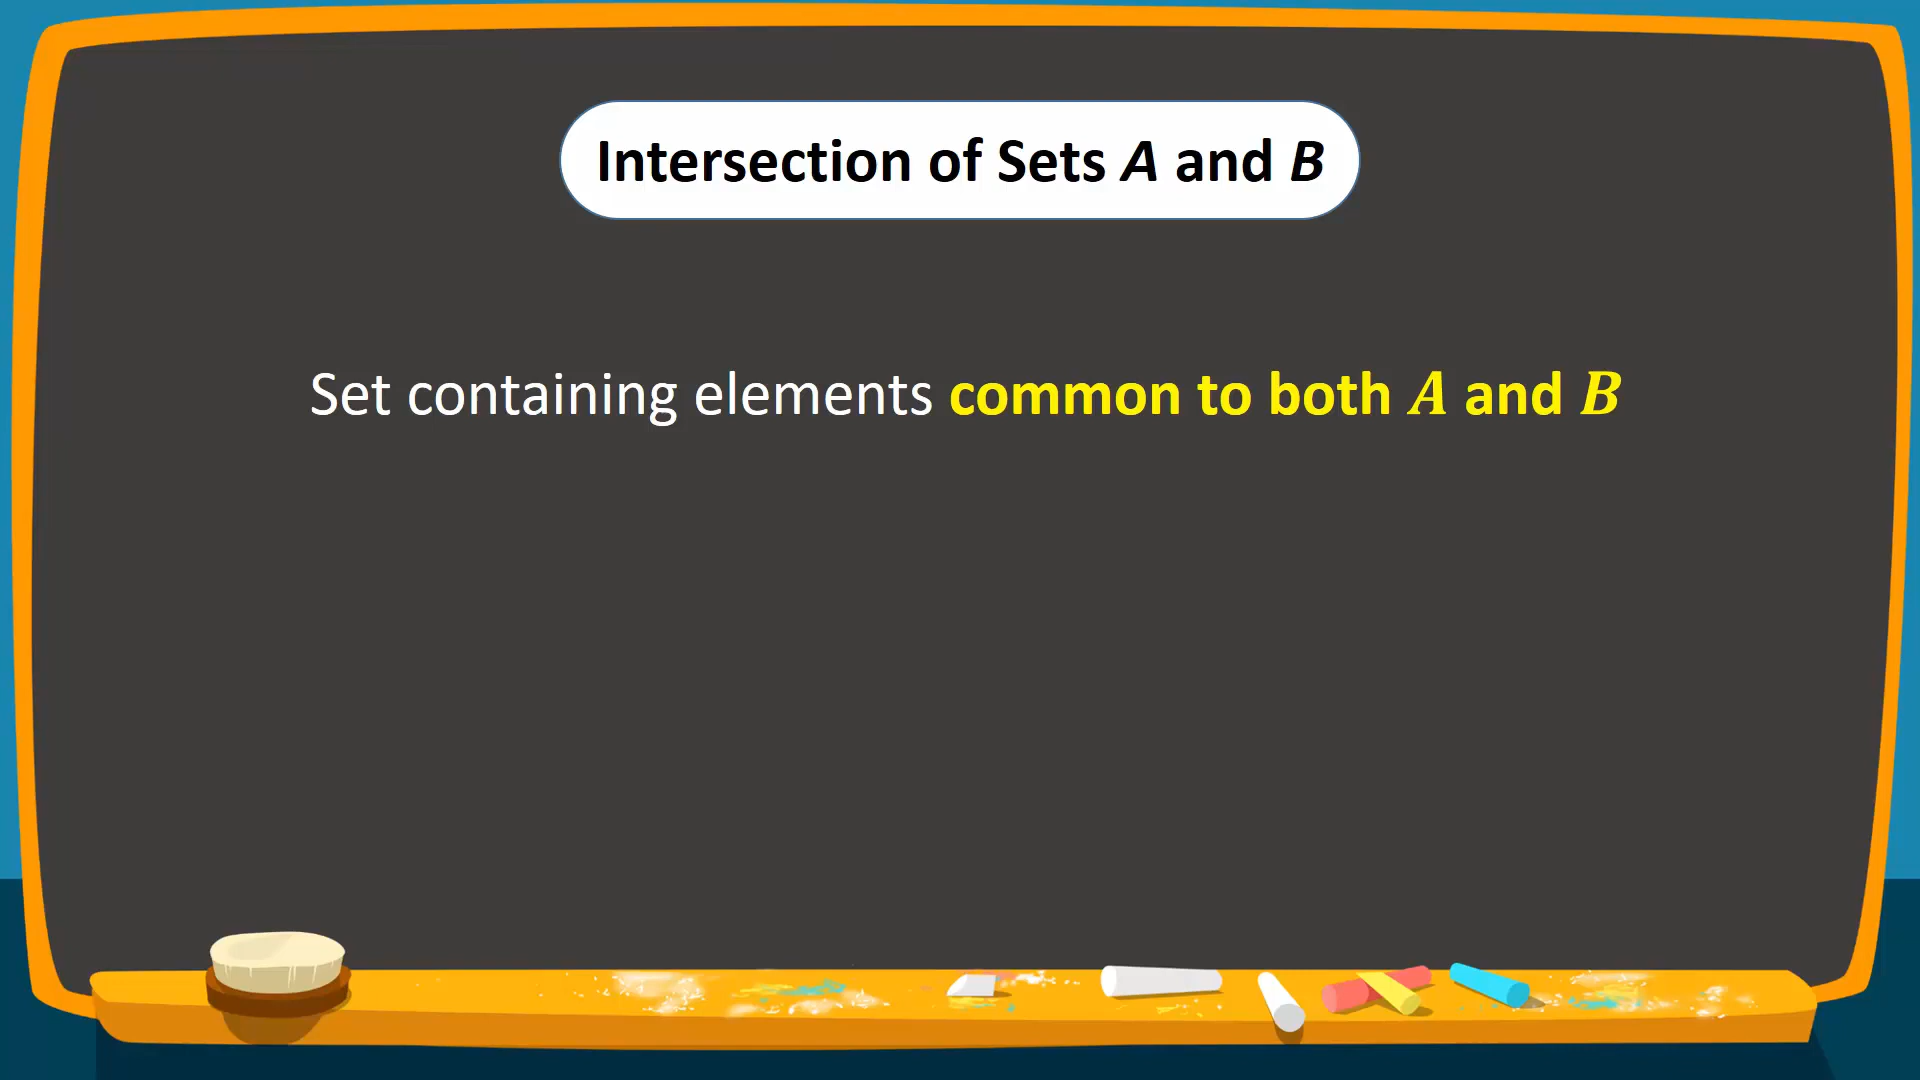 Intersection of Sets A and B
Set containing elements common to both A and B